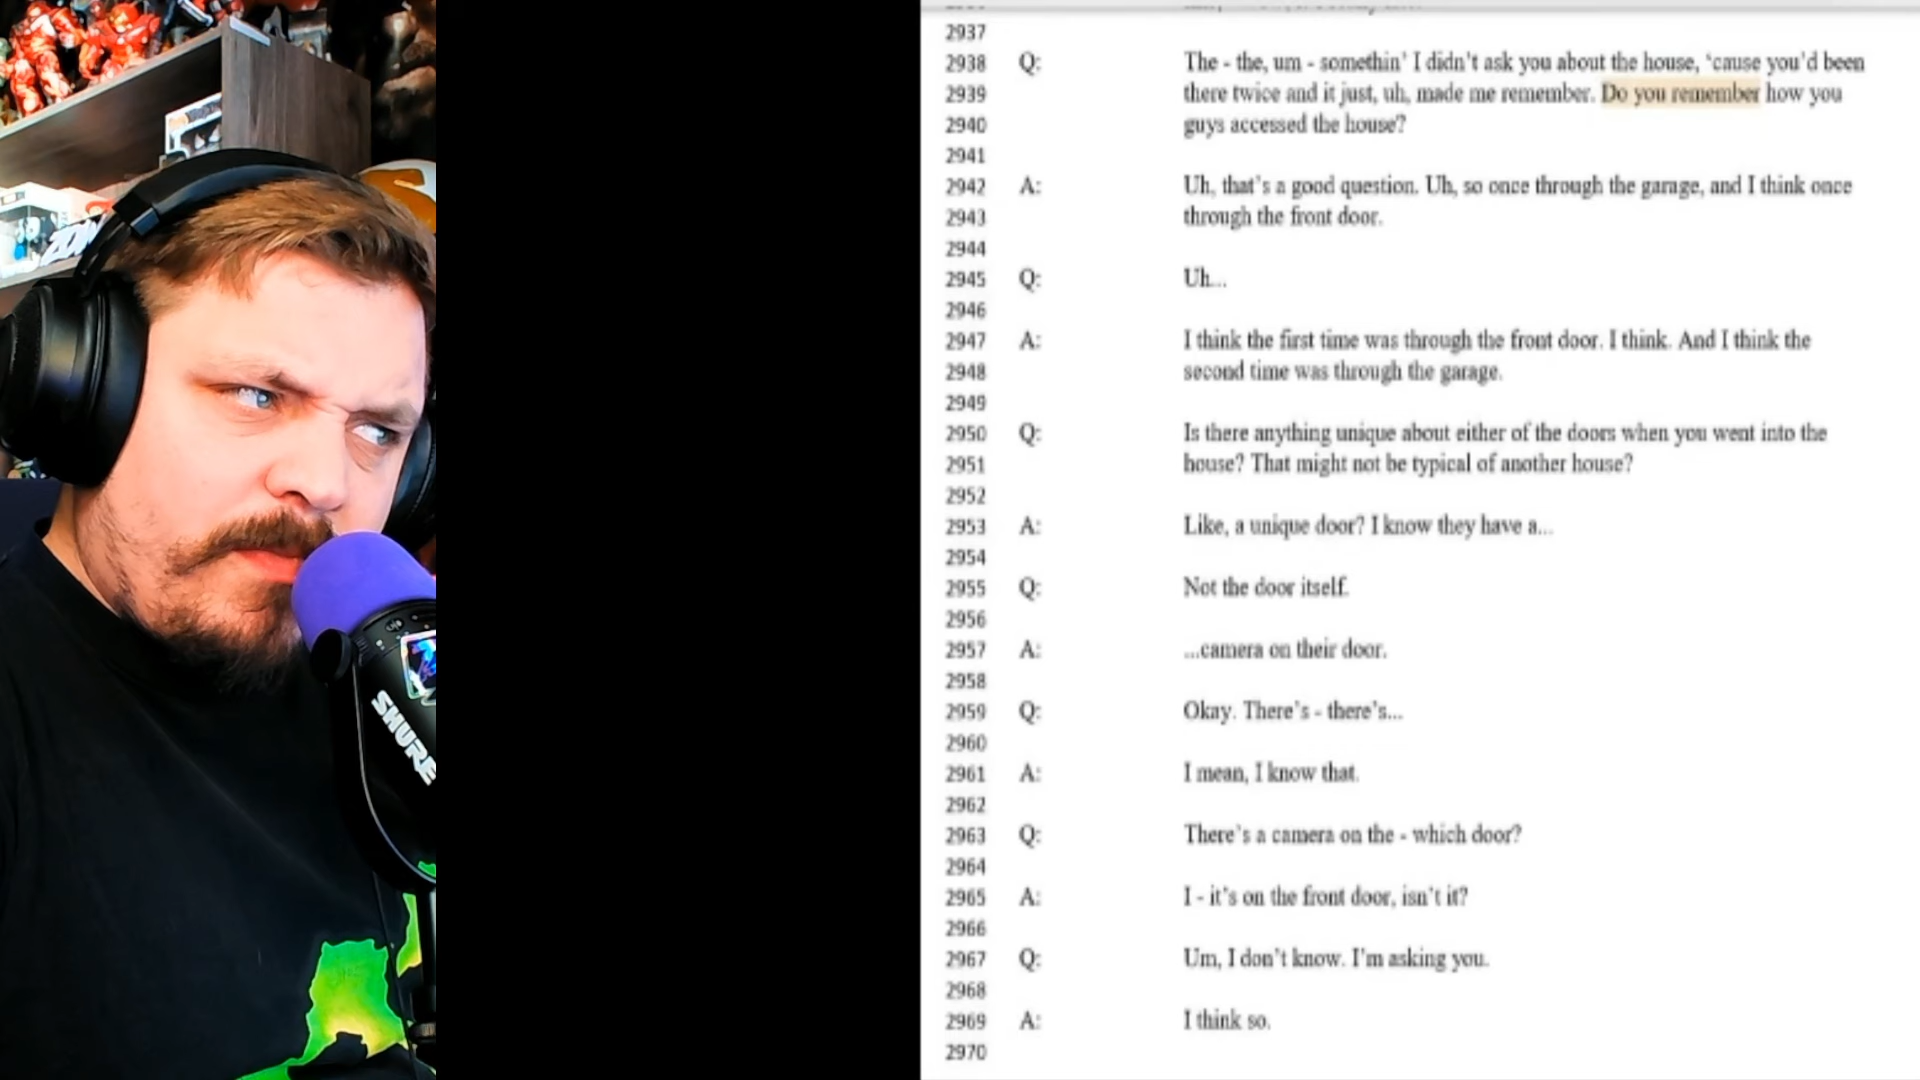 2937
2938 Q: The - the, um - somethin' I didn't ask you about the house, 'cause you'd been
2939 there twice and it just, uh, made me remember. Do you remember how you
2940 guys accessed the house?
2941
2942 A: Uh, that's a good question. Uh, so once through the garage, and I think once
2943 through the front door.
2944
2945 Q: Uh...
2946
2947 A: I think the first time was through the front door. I think. And I think the
2948 second time was through the garage.
2949
2950 Q: Is there anything unique about either of the doors when you went into the
2951 house? That might not be typical of another house?
2952
2953 A: Like, a unique door? I know they have a...
2954
2955 Q: Not the door itself.
2956
2957 A: ...camera on their door.
2958
2959 Q: Okay. There's - there's...
2960
2961 A: I mean, I know that.
2962
2963 Q: There's a camera on the - which door?
2964
2965 A: I - it's on the front door, isn't it?
2966
2967 Q: Um, I don't know. I'm asking you.
2968
2969 A: I think so.
2970
SHURE